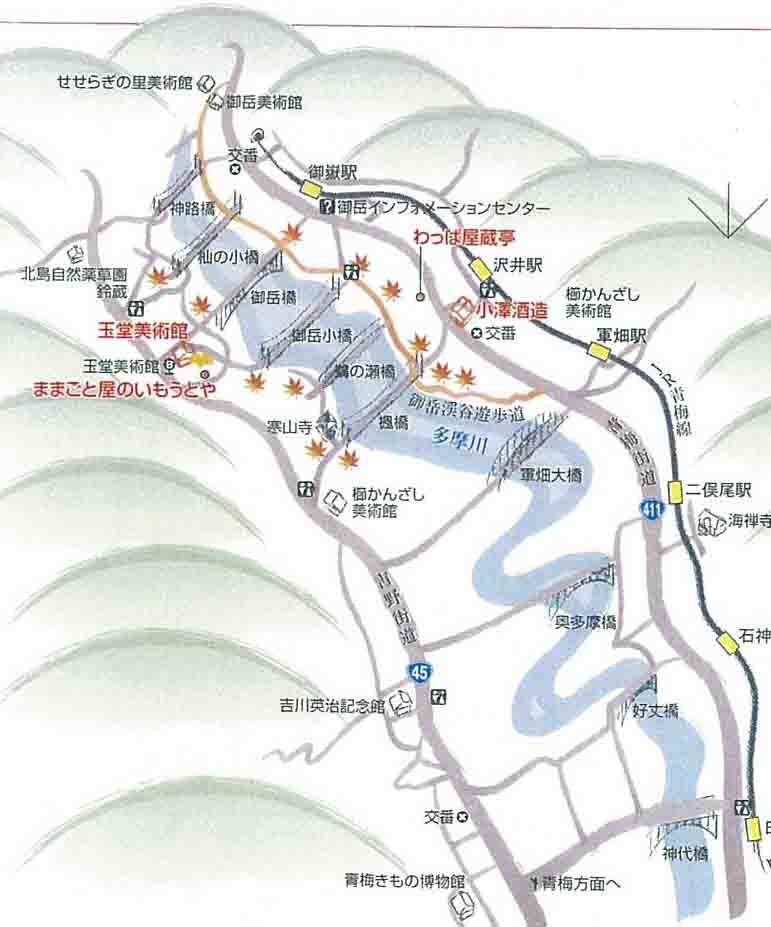 せせらぎの里美術館
御岳美術館
交番
御嶽駅
御岳インフォメーションセンター
神路橋
わっぱ屋蔵亭
杣の小橋
沢井駅
北島自然薬草園
鈴蔵
御岳橋
櫛かんざし
美術館
小澤酒造
交番
軍畑駅
玉堂美術館
御岳小橋
玉堂美術館
ままごと屋のいもうとや
鵜の瀬橋
JR青梅線
御岳渓谷遊歩道
寒山寺
楓橋
多摩川
青梅街道
軍畑大橋
二俣尾駅
櫛かんざし
美術館
411
海禅寺
吉野街道
奥多摩橋
石神
45
吉川英治記念館
好丈橋
交番
神代橋
青梅きもの博物館
青梅方面へ